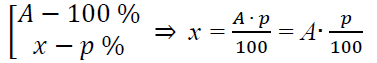 [A − 100 %
x − p % ⇒ x = A · p / 100 = A · p / 100